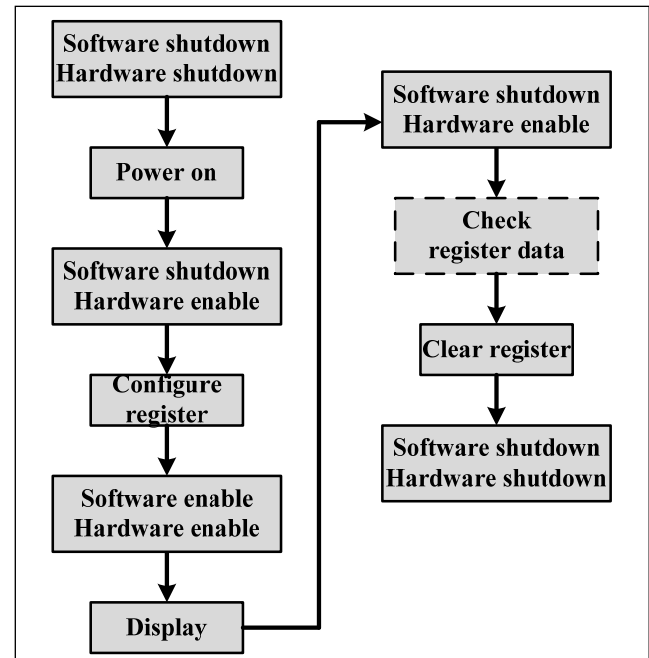 Software shutdown
Hardware shutdown
Power on
Software shutdown
Hardware enable
Configure
register
Software enable
Hardware enable
Display
Software shutdown
Hardware enable
Check
register data
Clear register
Software shutdown
Hardware shutdown